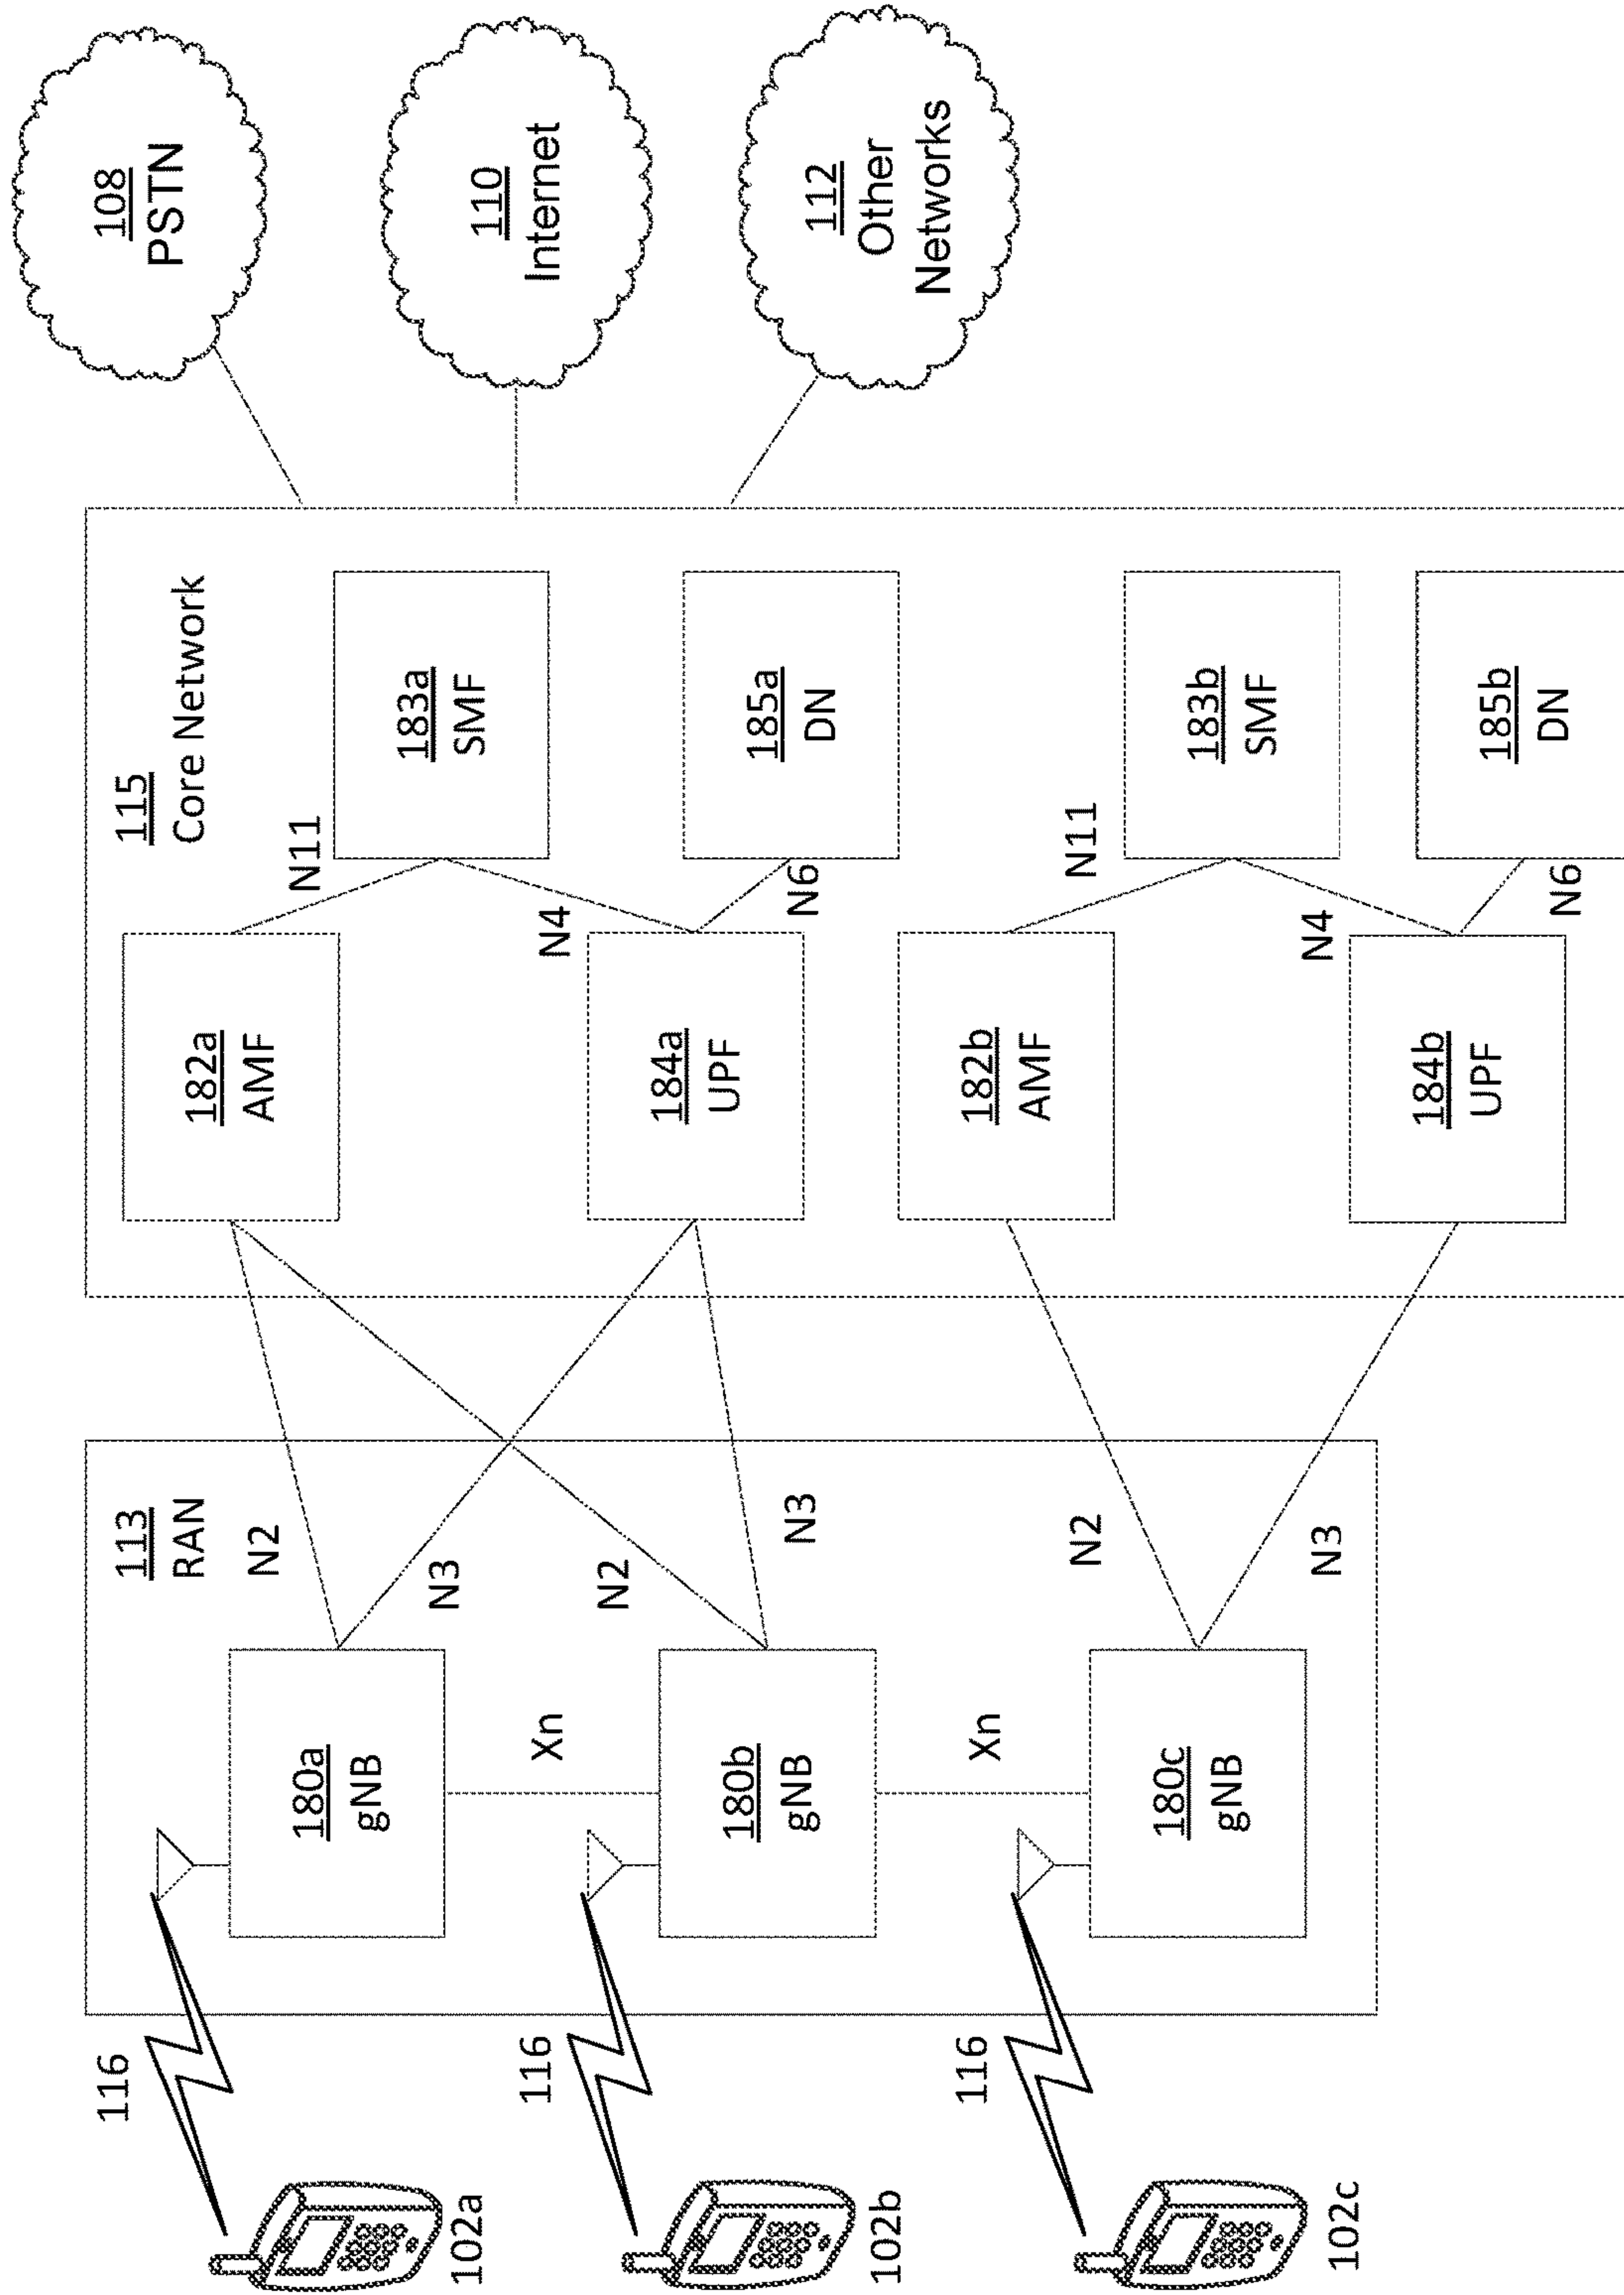 116
102a
116
102b
116
102c
113
RAN
180a
gNB
N2
N3
Xn
180b
gNB
N2
N3
Xn
180c
gNB
N2
N3
115
Core Network
182a
AMF
N11
183a
SMF
N4
184a
UPF
N6
185a
DN
182b
AMF
N11
183b
SMF
N4
184b
UPF
N6
185b
DN
108
PSTN
110
Internet
112
Other
Networks